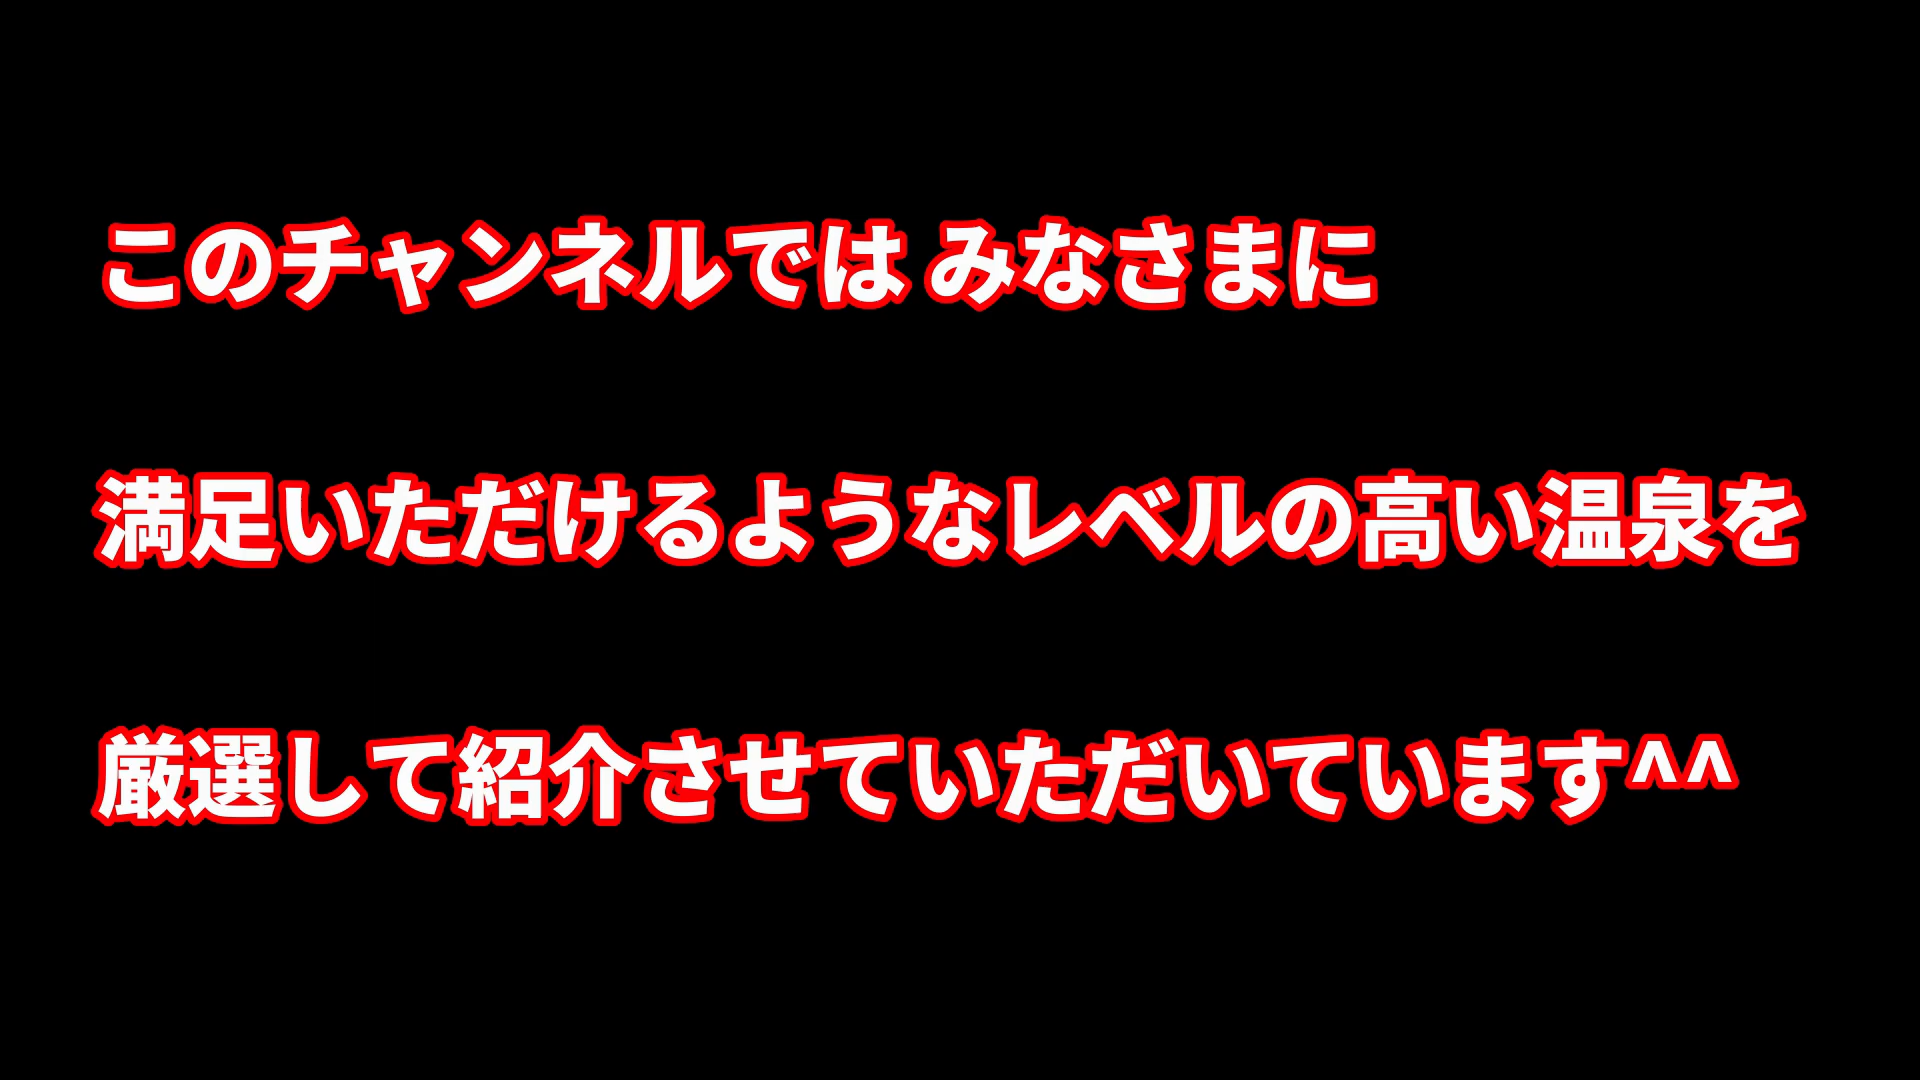 このチャンネルでは みなさまに
満足いただけるようなレベルの高い温泉を
厳選して紹介させていただいています^^